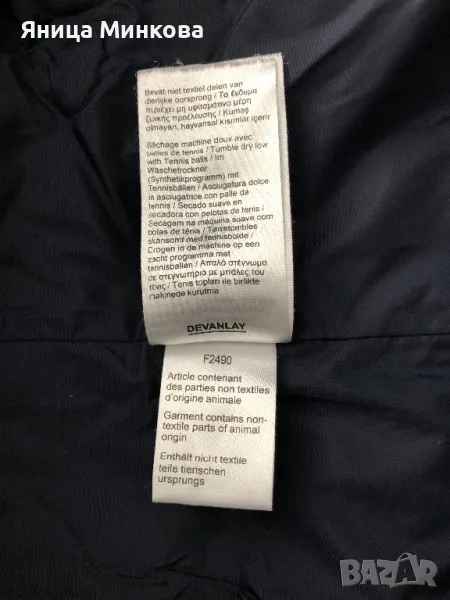 Яница Минкова
Bevat niet textiel delen van
dierlijke oorsprong / Το ένδυμα
περιέχει μη υφασμάτινα μέρη
ζωικής προέλευσης / Kumaş
olmayan, hayvansal kısımlar içerir
Séchage machine doux avec
balles de tennis / Tumble dry low
with Tennis balls / Im
Wäschetrockner
(Synthetikprogramm) mit
Tennisbällen / Asciugatura dolce
in asciugatrice con palle da
tennis / Secado suave en
secadora con pelotas de tenis /
Secagem na máquina suave com
bolas de ténis / Tørretombles
skånsomt med tennisbolde /
Drogen in de machine op een
zacht programma met
tennisballen / Απαλό στέγνωμα
σε στεγνωτήριο με μπάλες του
τένις / Tenis topları ile birlikte
makinede kurutma
DEVANLAY
F2490
Article contenant
des parties non textiles
d'origine animale
Garment contains non-
textile parts of animal
origin
Enthält nicht textile
teile tierischen
ursprungs
bazar